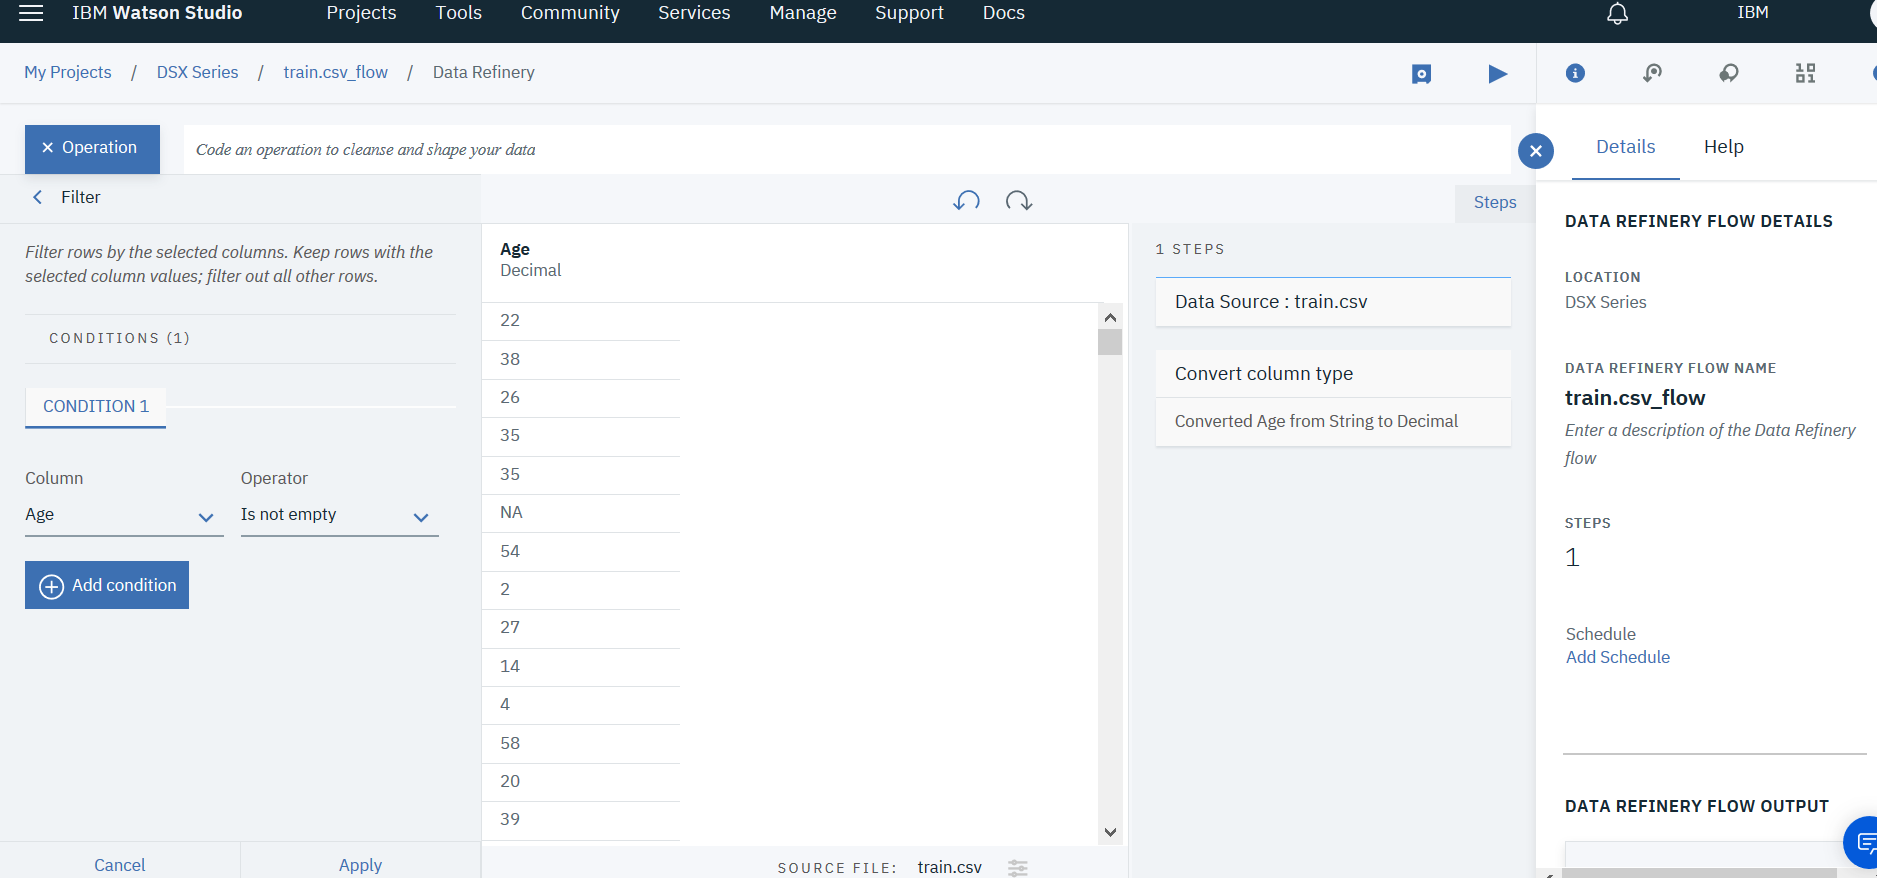 IBM Watson Studio Projects Tools Community Services Manage Support Docs IBM
My Projects / DSX Series / train.csv_flow / Data Refinery
Operation
Code an operation to cleanse and shape your data
Filter
Filter rows by the selected columns. Keep rows with the
selected column values; filter out all other rows.
CONDITIONS (1)
CONDITION 1
Column Operator
Age Is not empty
Add condition
Cancel Apply
Age
Decimal
22
38
26
35
35
NA
54
2
27
14
4
58
20
39
SOURCE FILE: train.csv
Steps
1 STEPS
Data Source : train.csv
Convert column type
Converted Age from String to Decimal
Details Help
DATA REFINERY FLOW DETAILS
LOCATION
DSX Series
DATA REFINERY FLOW NAME
train.csv_flow
Enter a description of the Data Refinery
flow
STEPS
1
Schedule
Add Schedule
DATA REFINERY FLOW OUTPUT